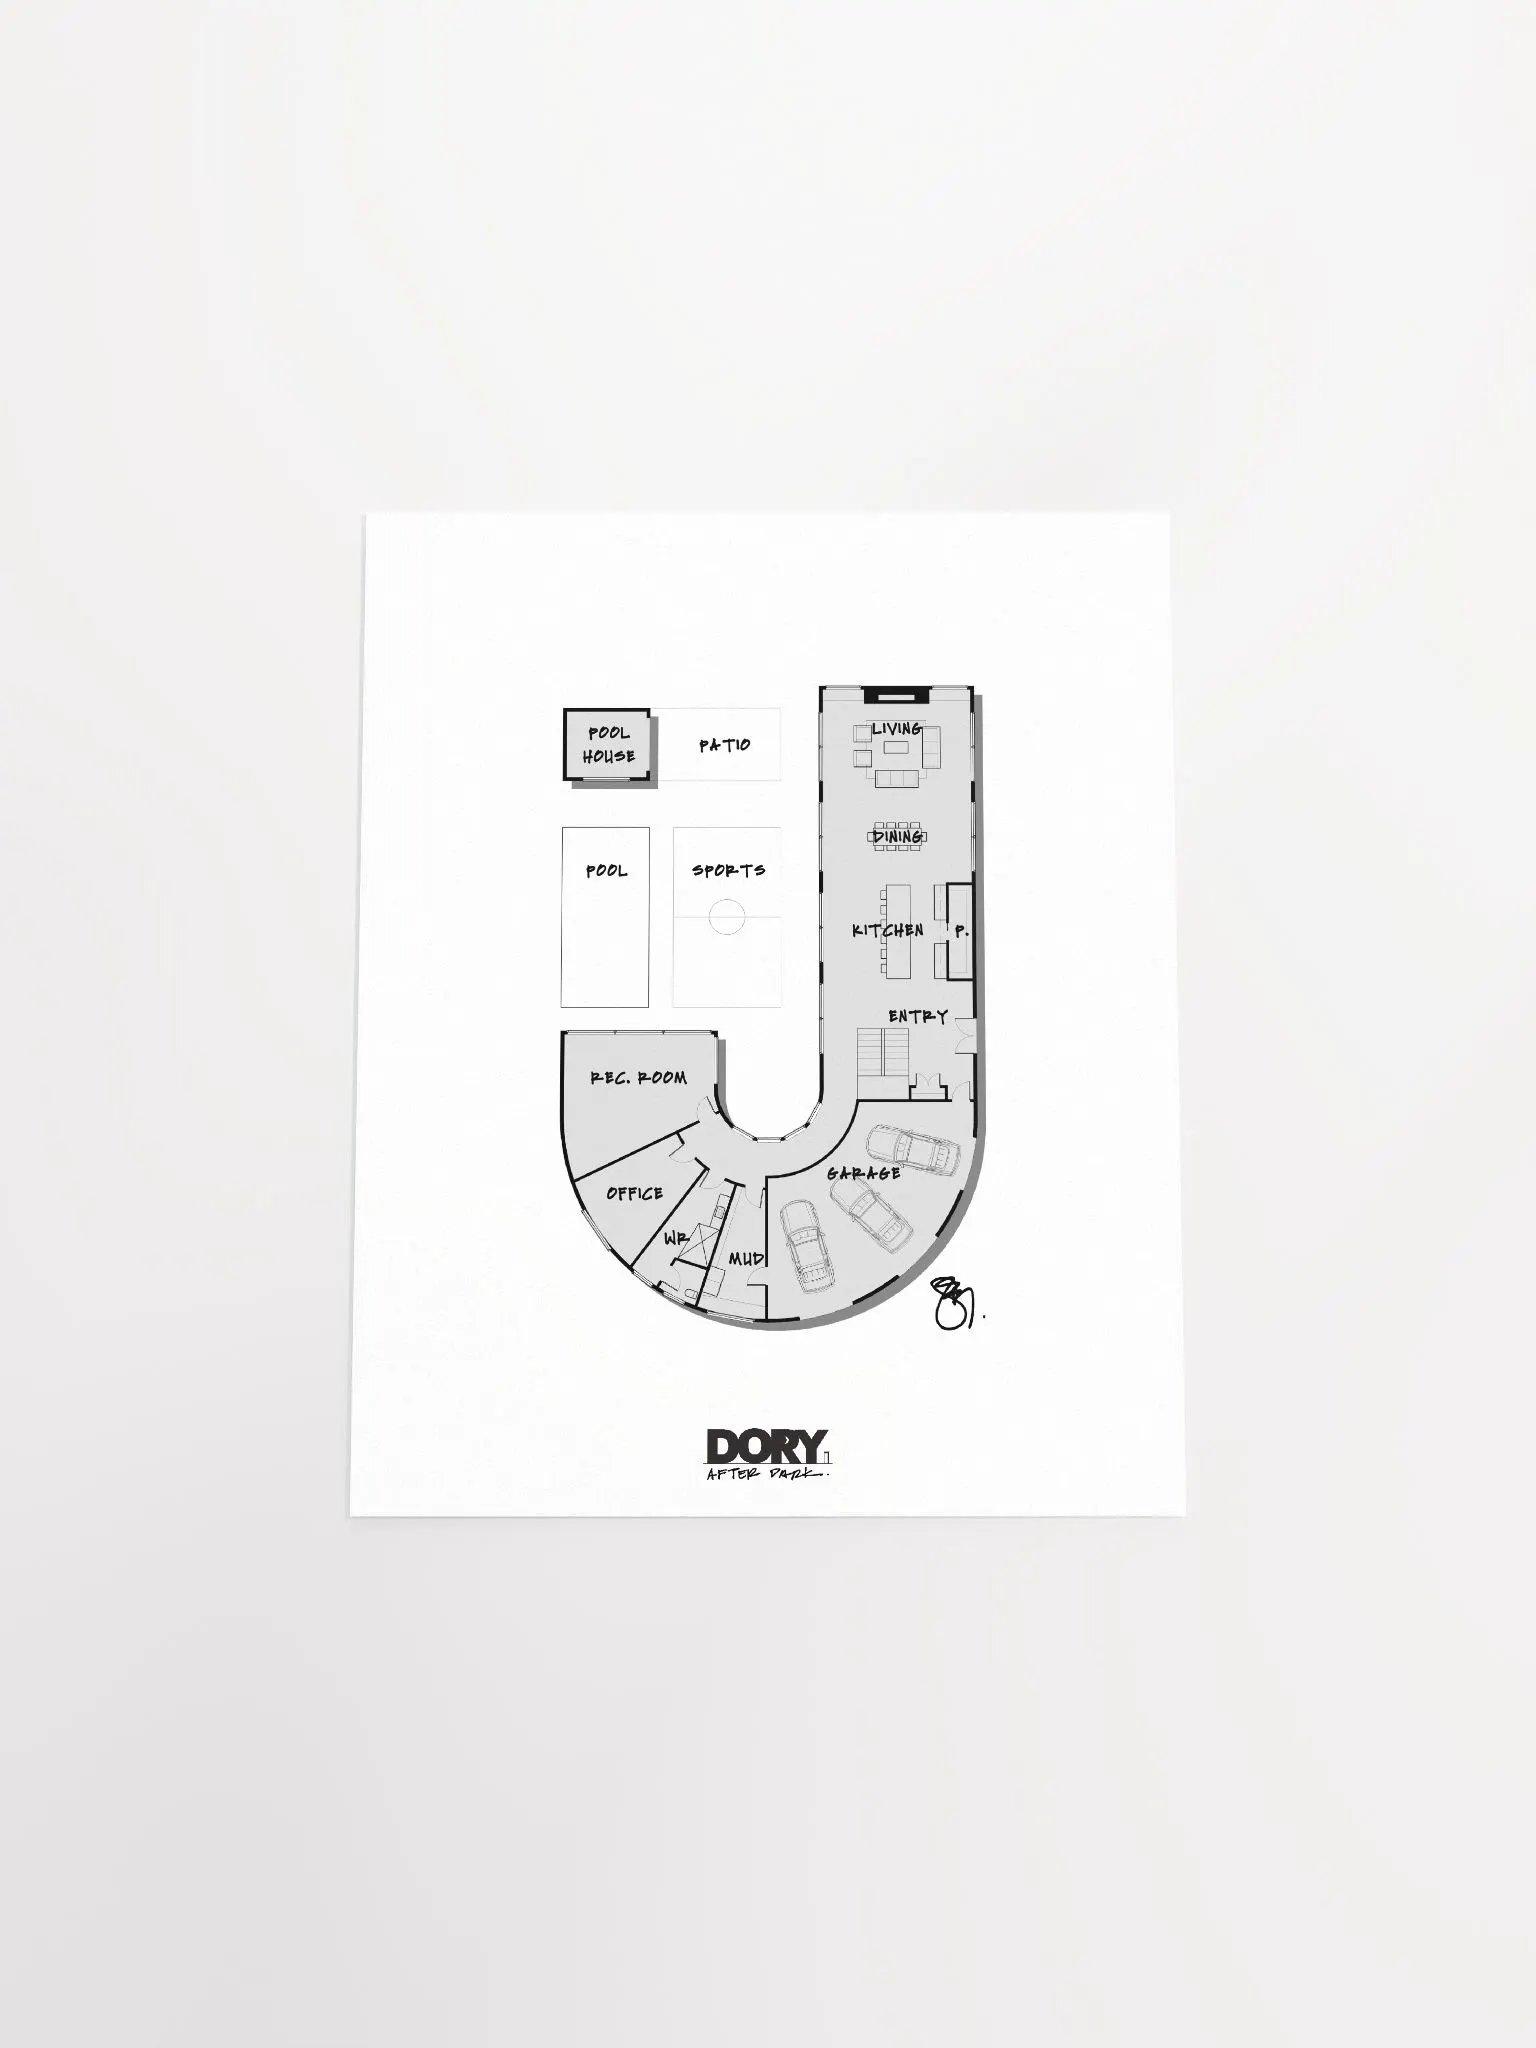 LIVING
POOL
HOUSE
PATIO
DINING
POOL
SPORTS
KITCHEN
P.
ENTRY
REC. ROOM
GARAGE
OFFICE
WR
MUD
DORY
AFTER DARK.